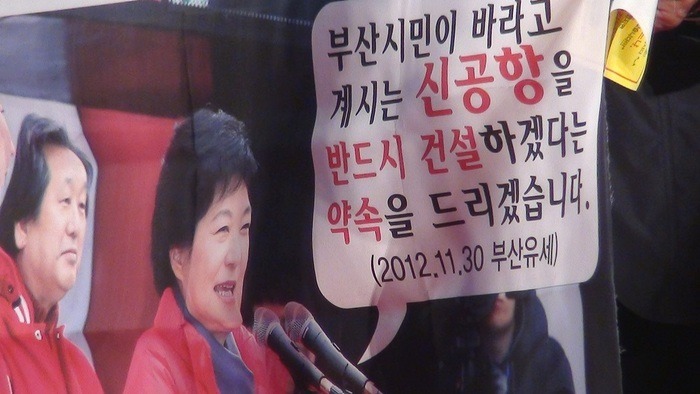 부산시민이 바라고
계시는 신공항을
반드시 건설하겠다는
약속을 드리겠습니다.
(2012.11.30 부산유세)